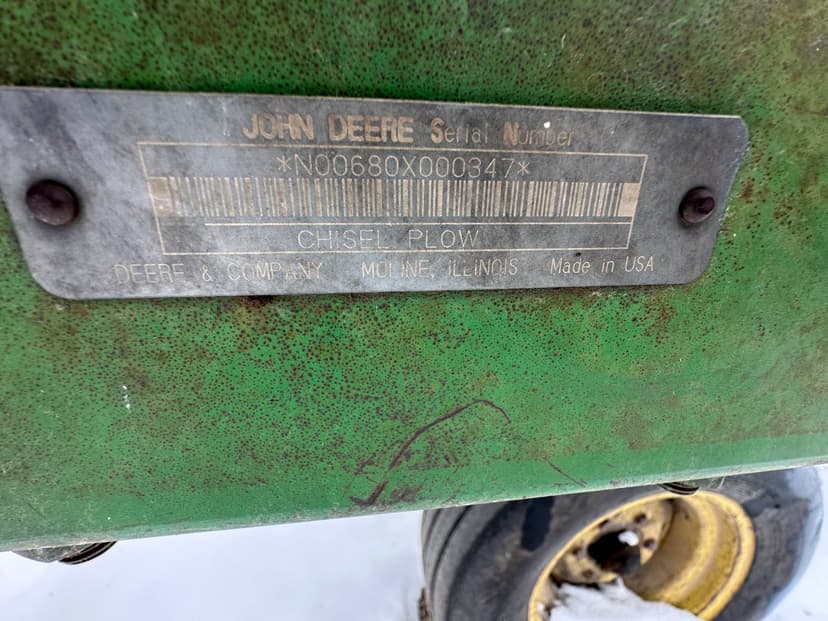 JOHN DEERE Serial Number
*N00680X000347*
CHISEL PLOW
DEERE & COMPANY MOLINE, ILLINOIS Made in USA